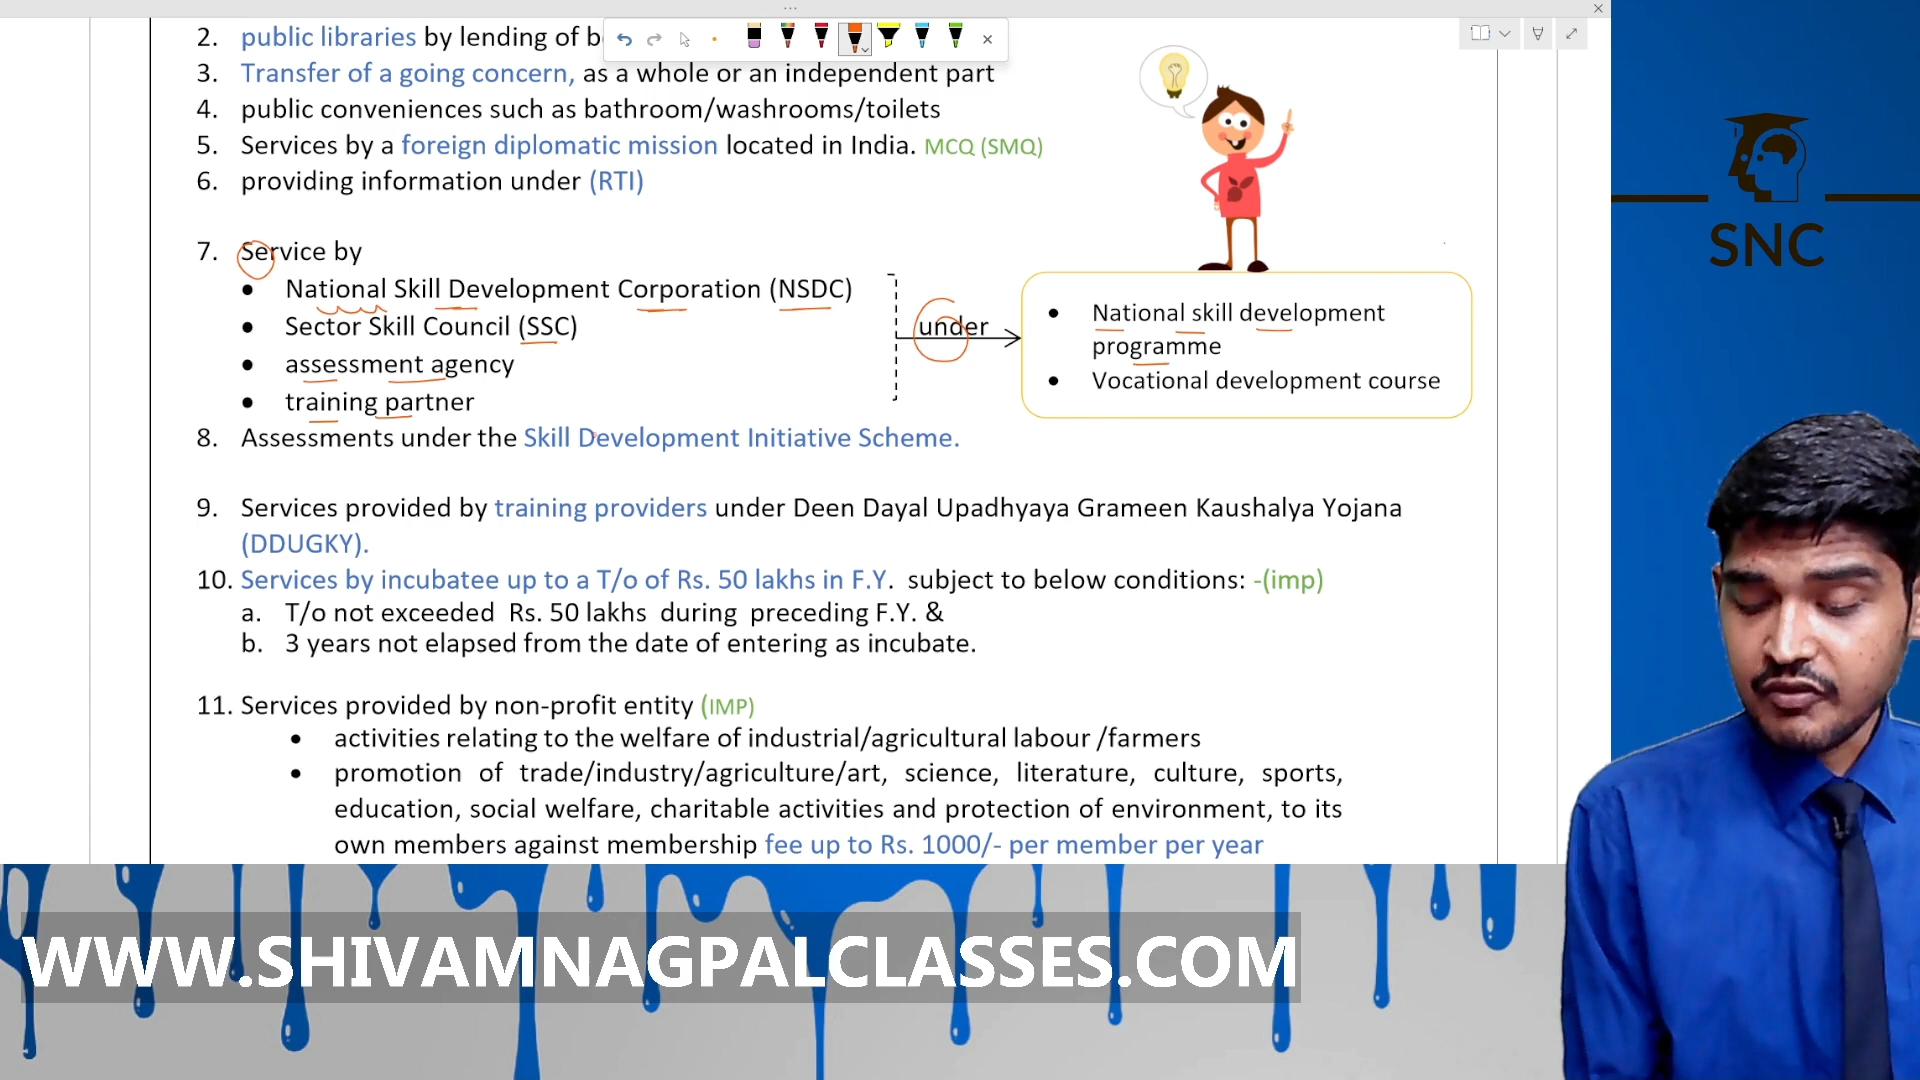 2. public libraries by lending of
3. Transfer of a going concern, as a whole or an independent part
4. public conveniences such as bathroom/washrooms/toilets
5. Services by a foreign diplomatic mission located in India. MCQ (SMQ)
6. providing information under (RTI)
7. Service by
• National Skill Development Corporation (NSDC)
• Sector Skill Council (SSC)
• assessment agency
• training partner
under
• National skill development
programme
• Vocational development course
8. Assessments under the Skill Development Initiative Scheme.
9. Services provided by training providers under Deen Dayal Upadhyaya Grameen Kaushalya Yojana
(DDUGKY).
10. Services by incubatee up to a T/o of Rs. 50 lakhs in F.Y. subject to below conditions: -(imp)
a. T/o not exceeded Rs. 50 lakhs during preceding F.Y. &
b. 3 years not elapsed from the date of entering as incubate.
11. Services provided by non-profit entity (IMP)
• activities relating to the welfare of industrial/agricultural labour /farmers
• promotion of trade/industry/agriculture/art, science, literature, culture, sports,
education, social welfare, charitable activities and protection of environment, to its
own members against membership fee up to Rs. 1000/- per member per year
SNC
WWW.SHIVAMNAGPALCLASSES.COM